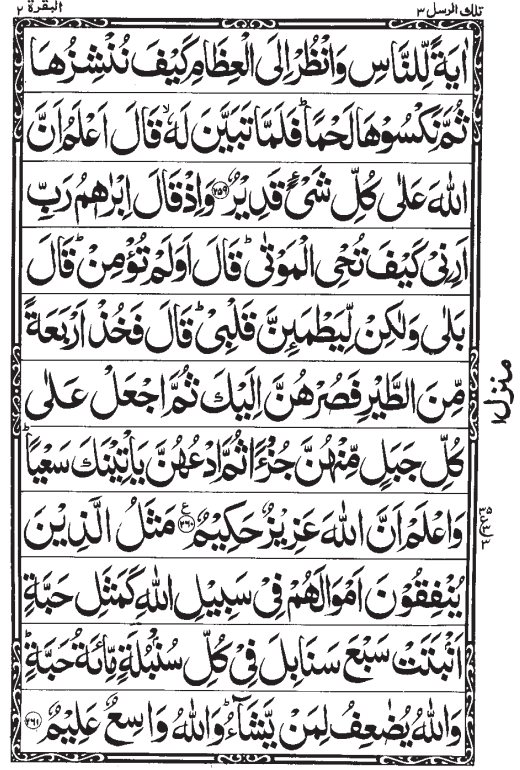 تلك الرسل ٣ البقرة ٢
اٰيَةً لِّلنَّاسِ وَانْظُرْ اِلَى الْعِظَامِ كَيْفَ نُنْشِزُهَا
ثُمَّ نَكْسُوْهَا لَحْمًا ؕ فَلَمَّا تَبَيَّنَ لَهٗ ۙ قَالَ اَعْلَمُ اَنَّ
اللّٰهَ عَلٰى كُلِّ شَیْءٍ قَدِيْرٌ ﴿۲۵۹﴾ وَاِذْ قَالَ اِبْرٰهٖمُ رَبِّ
اَرِنِیْ كَيْفَ تُحْیِ الْمَوْتٰى ؕ قَالَ اَوَلَمْ تُؤْمِنْ ؕ قَالَ
بَلٰى وَلٰكِنْ لِّيَطْمَئِنَّ قَلْبِیْ ؕ قَالَ فَخُذْ اَرْبَعَةً
مِّنَ الطَّيْرِ فَصُرْهُنَّ اِلَيْكَ ثُمَّ اجْعَلْ عَلٰى
كُلِّ جَبَلٍ مِّنْهُنَّ جُزْءًا ثُمَّ ادْعُهُنَّ يَاْتِيْنَكَ سَعْيًا ؕ
وَاعْلَمْ اَنَّ اللّٰهَ عَزِيْزٌ حَكِيْمٌ ﴿۲۶۰﴾ ع مَثَلُ الَّذِيْنَ
يُنْفِقُوْنَ اَمْوَالَهُمْ فِیْ سَبِيْلِ اللّٰهِ كَمَثَلِ حَبَّةٍ
اَنْۢبَتَتْ سَبْعَ سَنَابِلَ فِیْ كُلِّ سُنْۢبُلَةٍ مِّائَةُ حَبَّةٍ ؕ
وَاللّٰهُ يُضٰعِفُ لِمَنْ يَّشَآءُ ؕ وَاللّٰهُ وَاسِعٌ عَلِيْمٌ ﴿۲۶۱﴾
منزل ١